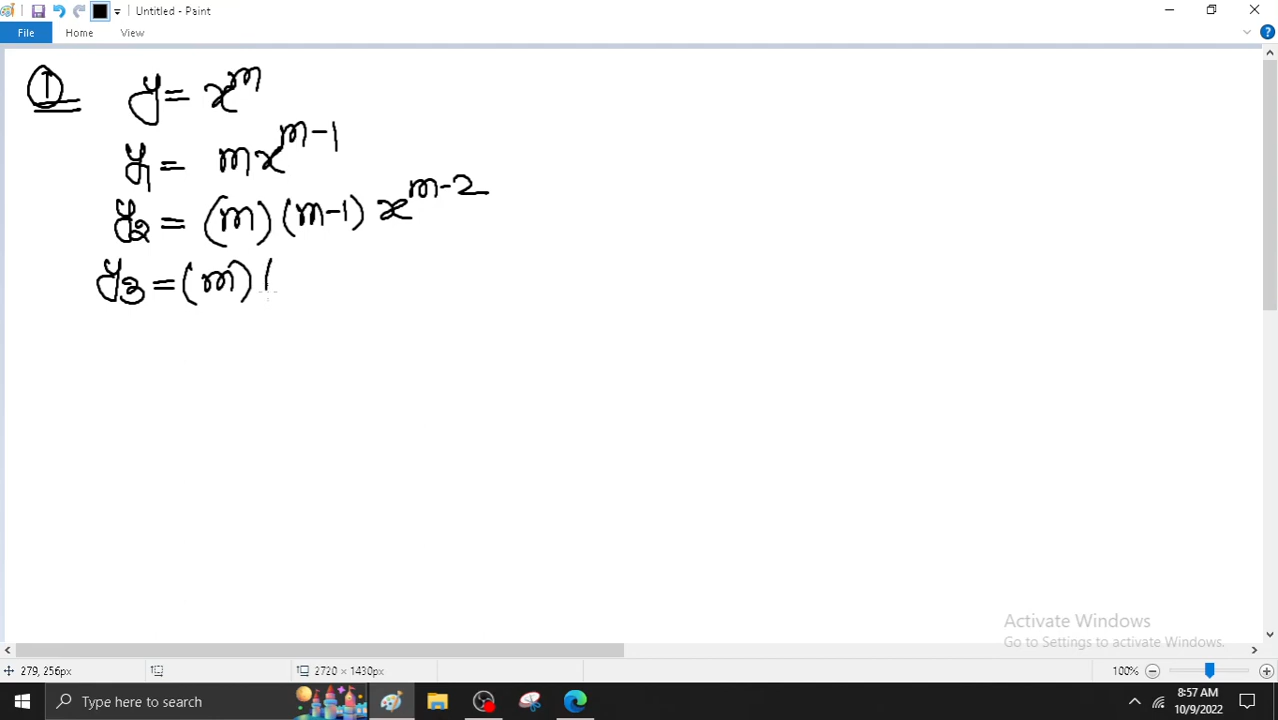 Untitled - Paint
File Home View
① y = x^m
y₁ = mx^{m-1}
y₂ = (m) (m-1) x^{m-2}
y₃ = (m) (
Activate Windows
Go to Settings to activate Windows.
279, 256px
2720 × 1430px
100%
Type here to search
8:57 AM
10/9/2022